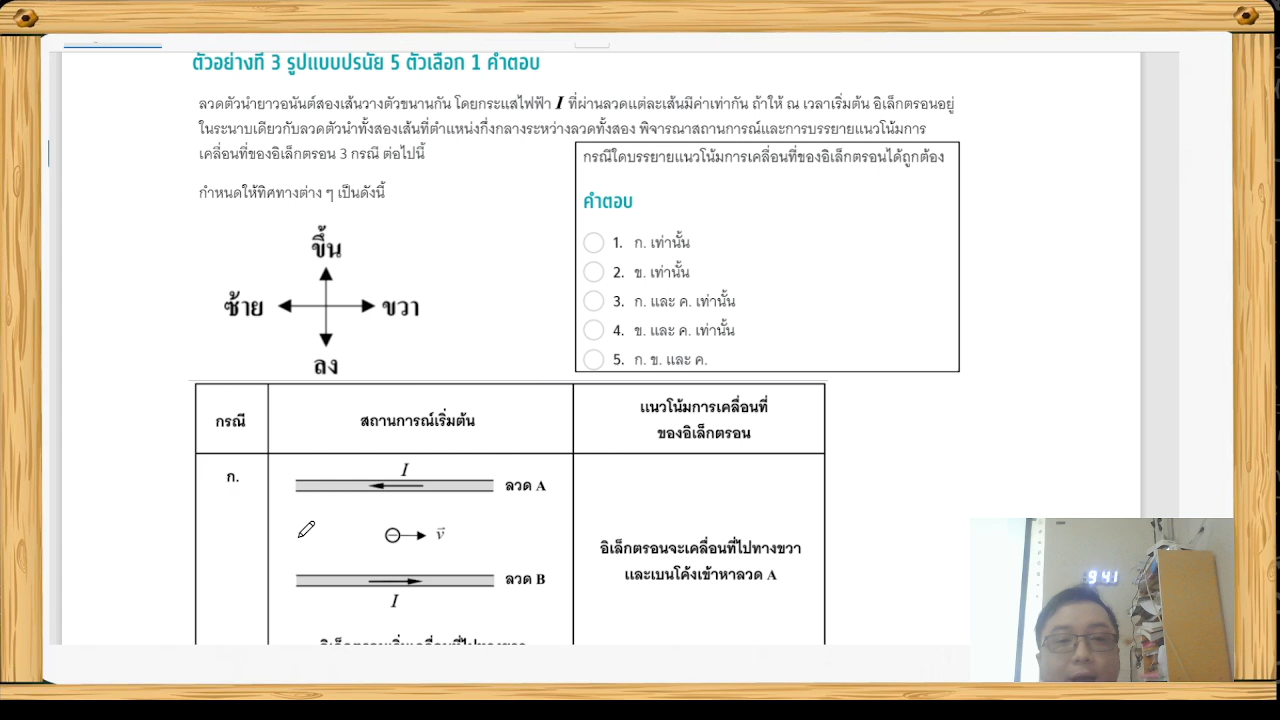 ตัวอย่างที่ 3 รูปแบบปรนัย 5 ตัวเลือก 1 คำตอบ
ลวดตัวนำยาวอนันต์สองเส้นวางตัวขนานกัน โดยกระแสไฟฟ้า I ที่ผ่านลวดแต่ละเส้นมีค่าเท่ากัน ถ้าให้ ณ เวลาเริ่มต้น อิเล็กตรอนอยู่
ในระนาบเดียวกับลวดตัวนำทั้งสองเส้นที่ตำแหน่งกึ่งกลางระหว่างลวดทั้งสอง พิจารณาสถานการณ์และการบรรยายแนวโน้มการ
เคลื่อนที่ของอิเล็กตรอน 3 กรณี ต่อไปนี้
กำหนดให้ทิศทางต่าง ๆ เป็นดังนี้
ขึ้น
ซ้าย
ขวา
ลง
กรณีใดบรรยายแนวโน้มการเคลื่อนที่ของอิเล็กตรอนได้ถูกต้อง
คำตอบ
1. ก. เท่านั้น
2. ข. เท่านั้น
3. ก. และ ค. เท่านั้น
4. ข. และ ค. เท่านั้น
5. ก. ข. และ ค.
กรณี
สถานการณ์เริ่มต้น
แนวโน้มการเคลื่อนที่
ของอิเล็กตรอน
ก.
I
ลวด A
v
ลวด B
I
อิเล็กตรอนจะเคลื่อนที่ไปทางขวา
และเบนโค้งเข้าหาลวด A
9:41